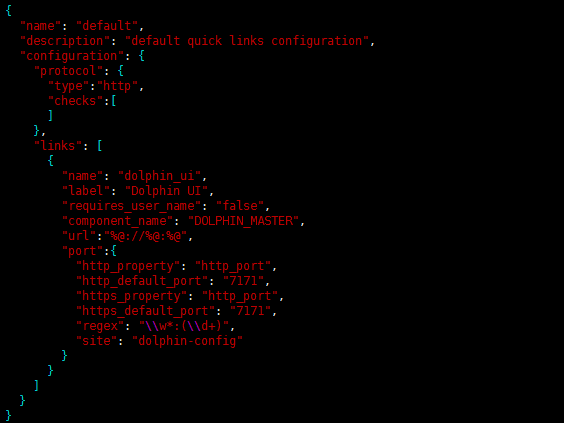 {
  "name": "default",
  "description": "default quick links configuration",
  "configuration": {
    "protocol": {
      "type":"http",
      "checks":[
      ]
    },
    "links": [
      {
        "name": "dolphin_ui",
        "label": "Dolphin UI",
        "requires_user_name": "false",
        "component_name": "DOLPHIN_MASTER",
        "url":"%@://%@:%@",
        "port":{
          "http_property": "http_port",
          "http_default_port": "7171",
          "https_property": "http_port",
          "https_default_port": "7171",
          "regex": "\\w*:(\\d+)",
          "site": "dolphin-config"
        }
      }
    ]
  }
}